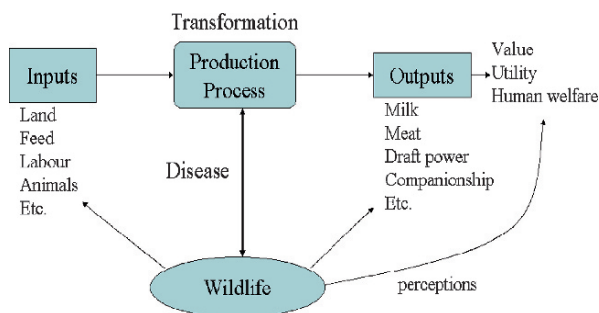 Transformation
Inputs
Production
Process
Outputs
Value
Utility
Human welfare
Land
Feed
Labour
Animals
Etc.
Disease
Milk
Meat
Draft power
Companionship
Etc.
Wildlife
perceptions